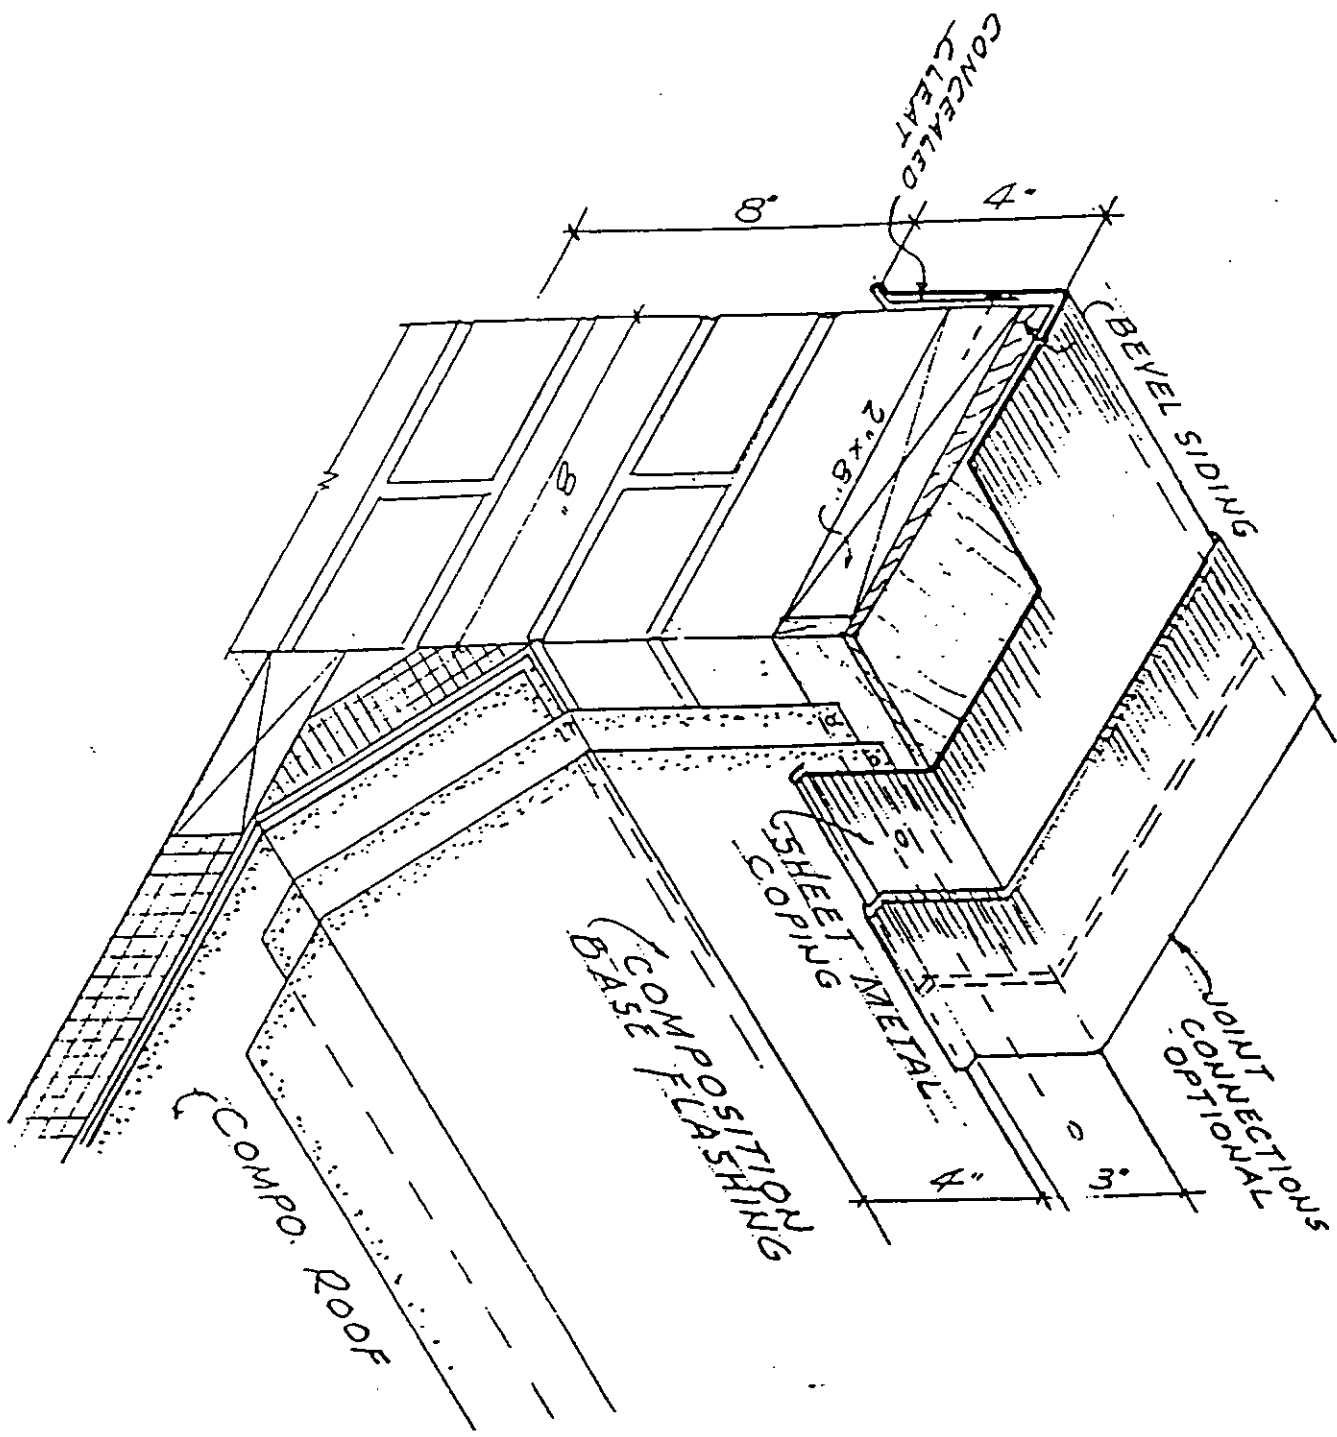 CONCEALED
CLEAT
8"
4"
BEVEL SIDING
2"x8"
8"
SHEET METAL
COPING
JOINT
CONNECTIONS
OPTIONAL
COMPOSITION
BASE FLASHING
4"
3"
COMPO. ROOF
a
b